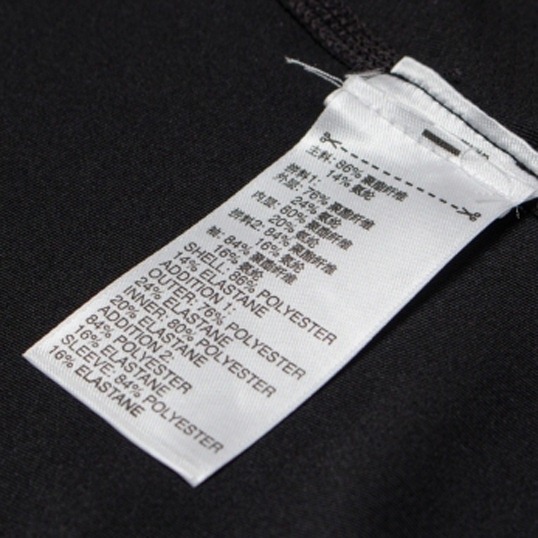 主料: 86% 聚酯纤维
14% 氨纶
拼料1:
外层: 76% 聚酯纤维
24% 氨纶
内层: 80% 聚酯纤维
20% 氨纶
拼料2: 84% 聚酯纤维
16% 氨纶
袖: 84% 聚酯纤维
16% 氨纶
SHELL: 86% POLYESTER
14% ELASTANE
ADDITION 1:
OUTER: 76% POLYESTER
24% ELASTANE
INNER: 80% POLYESTER
20% ELASTANE
ADDITION 2:
84% POLYESTER
16% ELASTANE
SLEEVE: 84% POLYESTER
16% ELASTANE